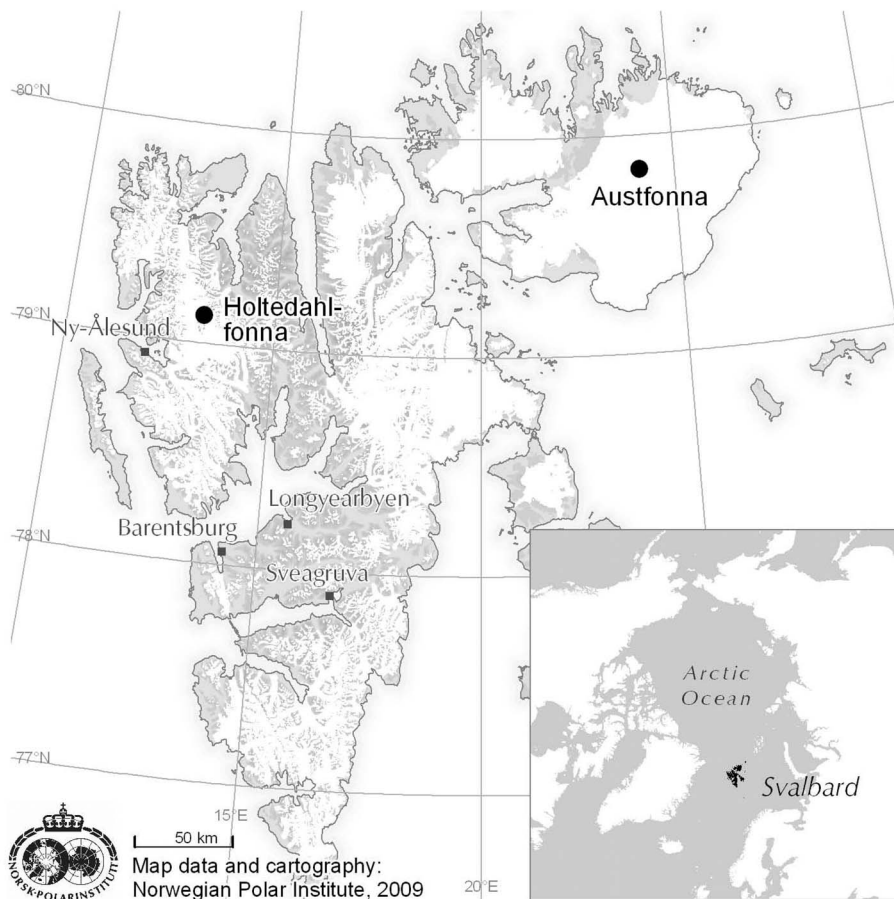 80°N
Austfonna
79°N
Holtedahl-
fonna
Ny-Ålesund
78°N
Longyearbyen
Barentsburg
Sveagruva
Arctic
Ocean
77°N
Svalbard
15°E
50 km
NORSK•POLARINSTITUTT
Map data and cartography:
Norwegian Polar Institute, 2009
20°E